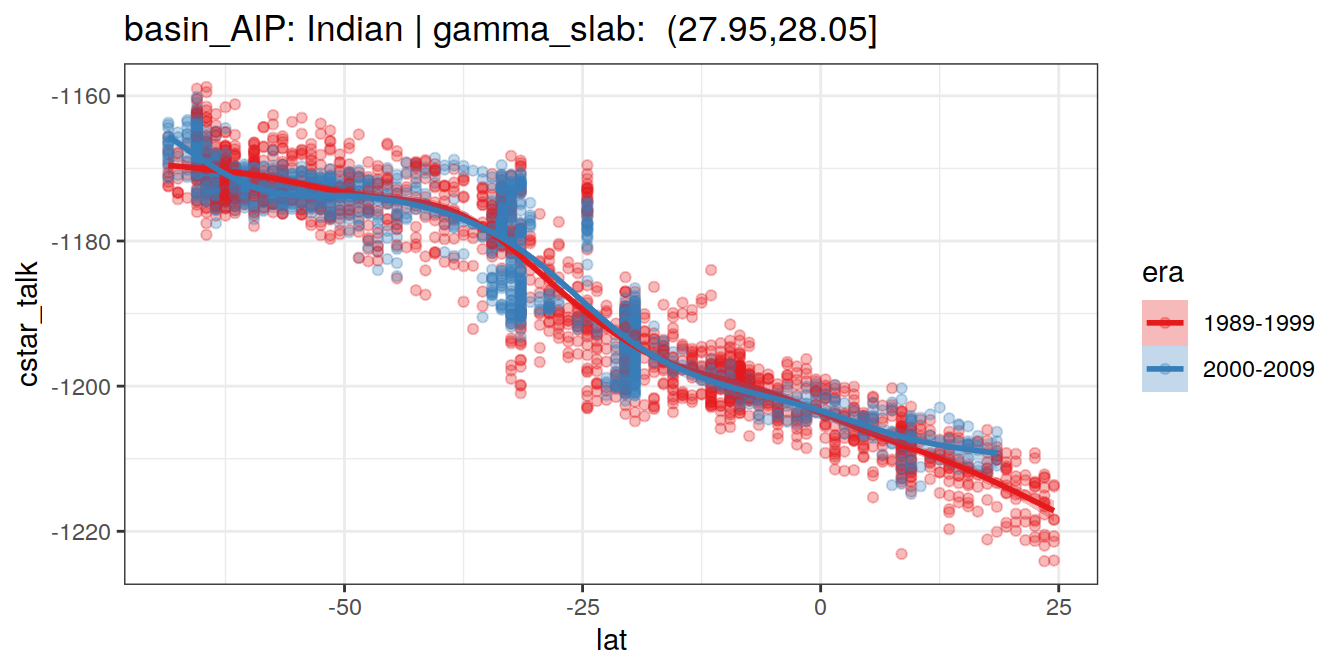 basin_AIP: Indian | gamma_slab:  (27.95,28.05]
-1160
-1180
-1200
-1220
cstar_talk
-50
-25
0
25
lat
era
1989-1999
2000-2009